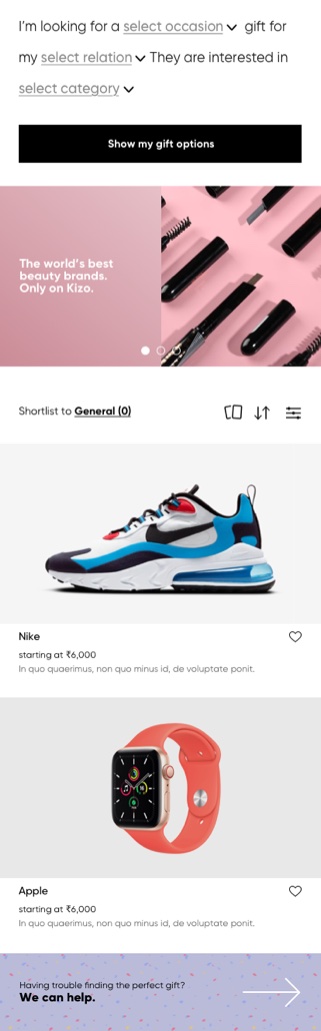 I'm looking for a select occasion gift for
my select relation They are interested in
select category
Show my gift options
The world's best
beauty brands.
Only on Kizo.
Shortlist to General (0)
Nike
starting at ₹6,000
In quo quaerimus, non quo minus id, de voluptate ponit.
Apple
starting at ₹6,000
In quo quaerimus, non quo minus id, de voluptate ponit.
Having trouble finding the perfect gift?
We can help.